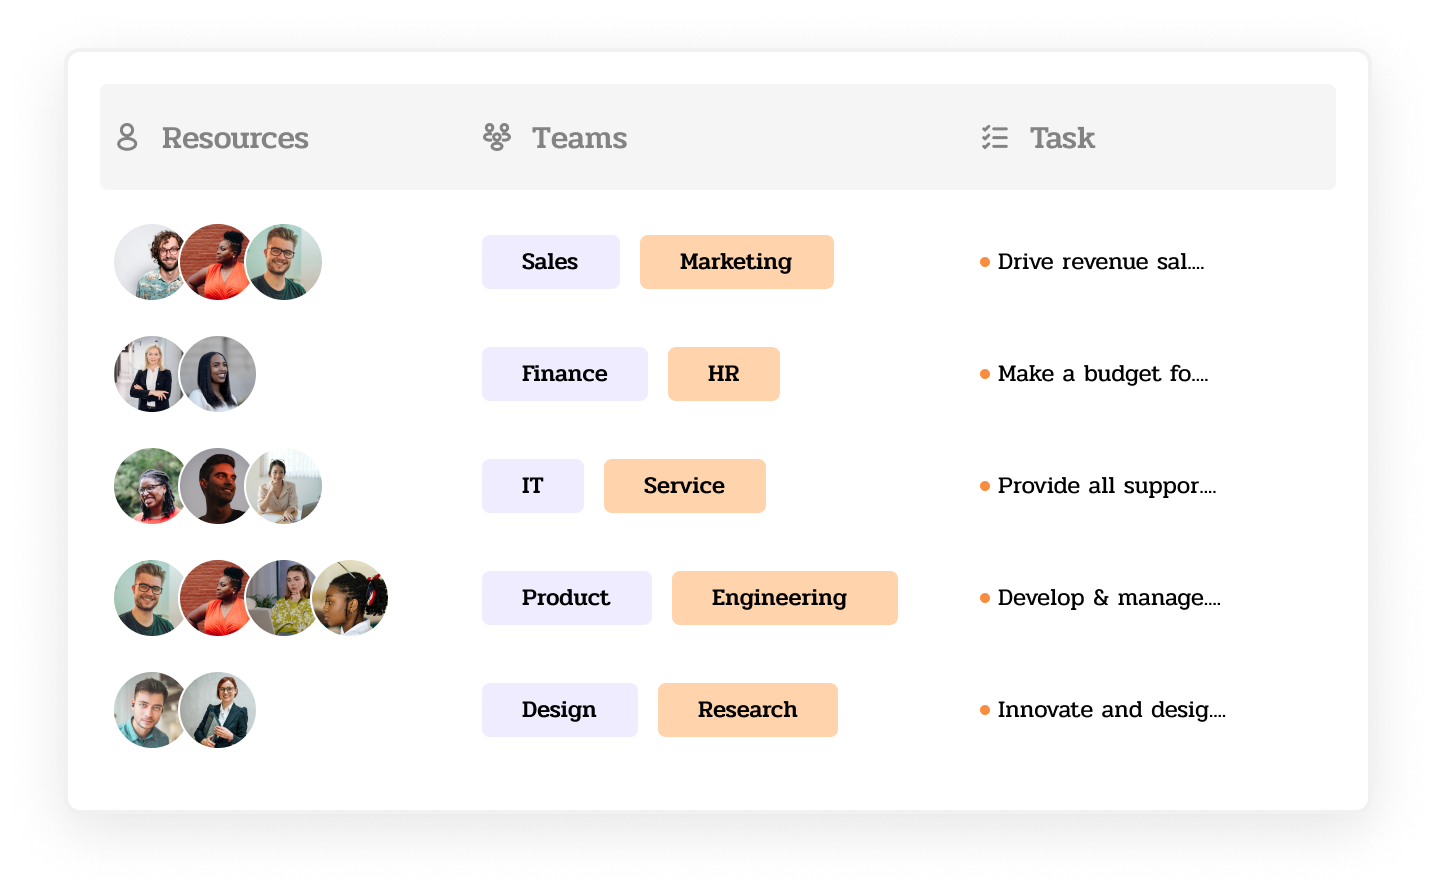 Resources Teams Task
Sales Marketing Drive revenue sal....
Finance HR Make a budget fo....
IT Service Provide all suppor....
Product Engineering Develop & manage....
Design Research Innovate and desig....